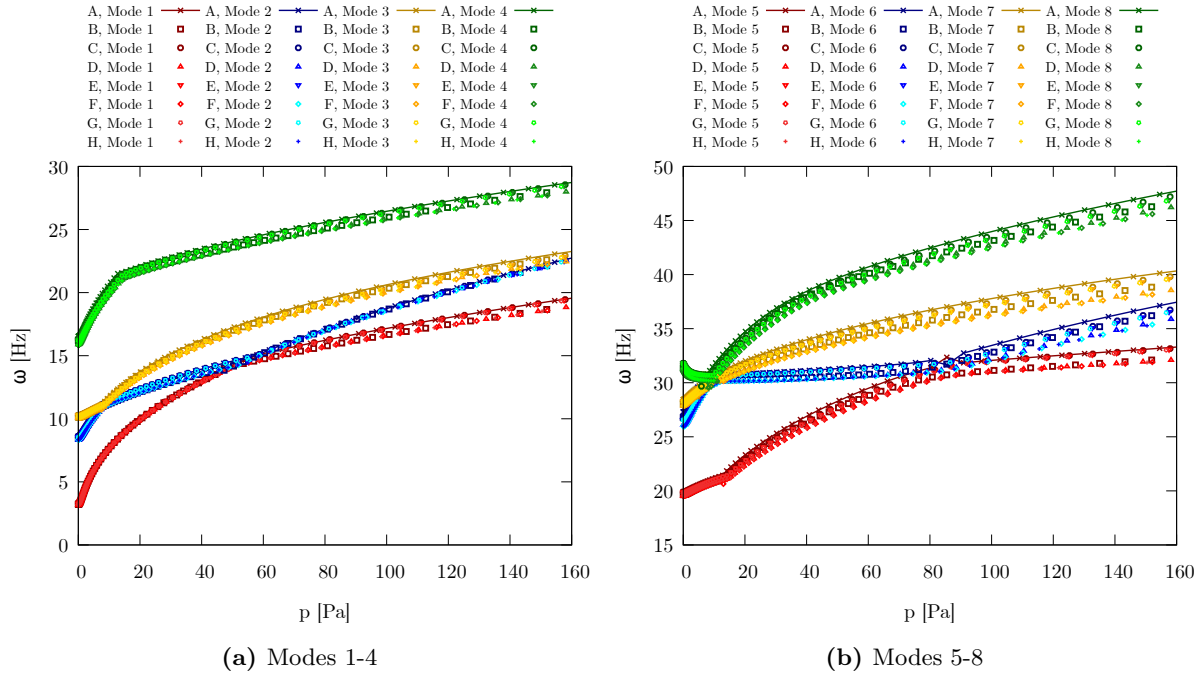 A, Mode 1 A, Mode 2 A, Mode 3 A, Mode 4
B, Mode 1 B, Mode 2 B, Mode 3 B, Mode 4
C, Mode 1 C, Mode 2 C, Mode 3 C, Mode 4
D, Mode 1 D, Mode 2 D, Mode 3 D, Mode 4
E, Mode 1 E, Mode 2 E, Mode 3 E, Mode 4
F, Mode 1 F, Mode 2 F, Mode 3 F, Mode 4
G, Mode 1 G, Mode 2 G, Mode 3 G, Mode 4
H, Mode 1 H, Mode 2 H, Mode 3 H, Mode 4
30
25
20
15
10
5
0
ω [Hz]
0 20 40 60 80 100 120 140 160
p [Pa]
(a) Modes 1-4
A, Mode 5 A, Mode 6 A, Mode 7 A, Mode 8
B, Mode 5 B, Mode 6 B, Mode 7 B, Mode 8
C, Mode 5 C, Mode 6 C, Mode 7 C, Mode 8
D, Mode 5 D, Mode 6 D, Mode 7 D, Mode 8
E, Mode 5 E, Mode 6 E, Mode 7 E, Mode 8
F, Mode 5 F, Mode 6 F, Mode 7 F, Mode 8
G, Mode 5 G, Mode 6 G, Mode 7 G, Mode 8
H, Mode 5 H, Mode 6 H, Mode 7 H, Mode 8
50
45
40
35
30
25
20
15
ω [Hz]
0 20 40 60 80 100 120 140 160
p [Pa]
(b) Modes 5-8